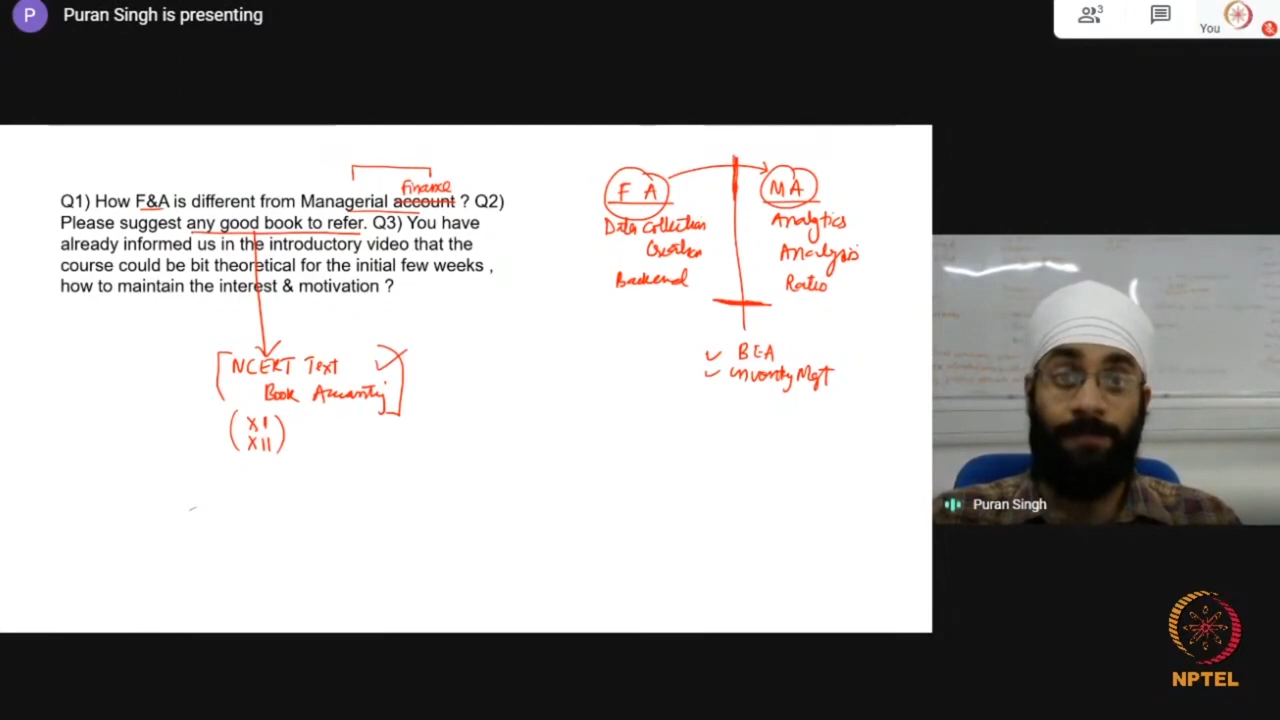 P Puran Singh is presenting
3
You
Finance
Q1) How F&A is different from Managerial account ? Q2)
Please suggest any good book to refer. Q3) You have
already informed us in the introductory video that the
course could be bit theoretical for the initial few weeks ,
how to maintain the interest & motivation ?
NCERT Text
Book Accounting
XI
XII
F A
Data Collection
Creation
Backend
MA
Analytics
Analysis
Ratio
BEA
Inventory Mgt
Puran Singh
NPTEL